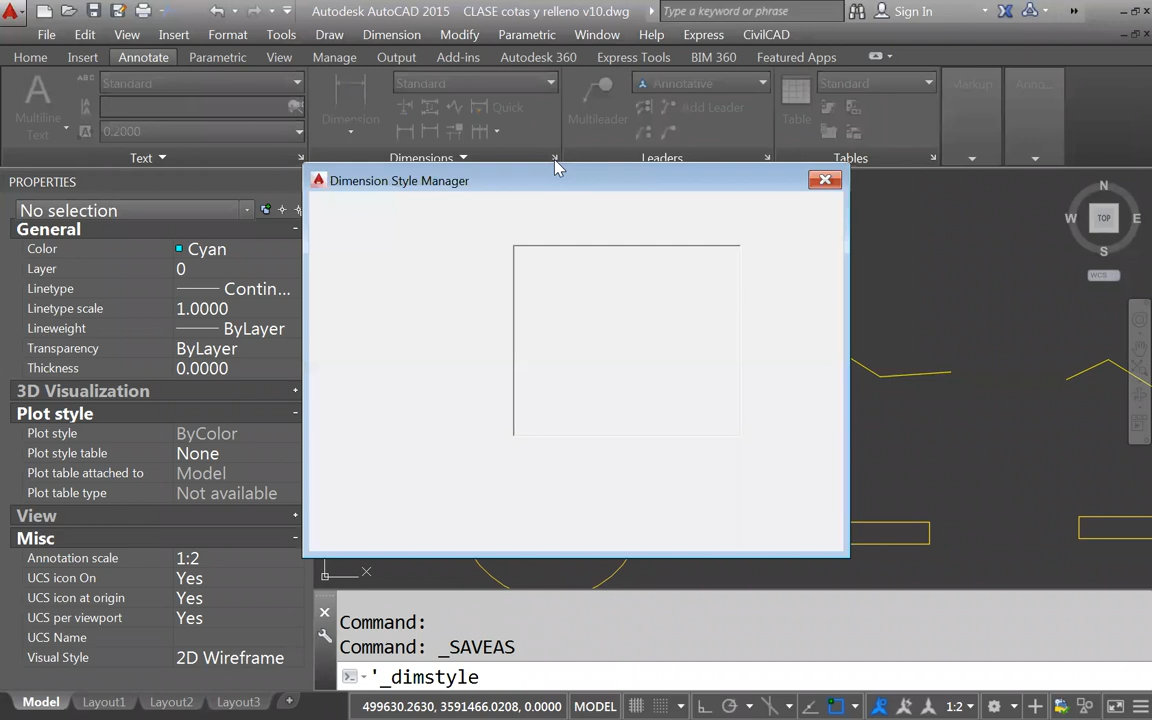 Autodesk AutoCAD 2015 CLASE cotas y relleno v10.dwg Type a keyword or phrase Sign In
File Edit View Insert Format Tools Draw Dimension Modify Parametric Window Help Express CivilCAD
Home Insert Annotate Parametric View Manage Output Add-ins Autodesk 360 Express Tools BIM 360 Featured Apps
ABC Standard Standard Annotative Standard
Multiline Text Dimension Quick Multileader Add Leader Table Markup Anno...
0.2000
Text Dimensions Leaders Tables
PROPERTIES
Dimension Style Manager
No selection
General
Color Cyan
Layer 0
Linetype Contin...
Linetype scale 1.0000
Lineweight ByLayer
Transparency ByLayer
Thickness 0.0000
3D Visualization
Plot style
Plot style ByColor
Plot style table None
Plot table attached to Model
Plot table type Not available
View
Misc
Annotation scale 1:2
UCS icon On Yes
UCS icon at origin Yes
UCS per viewport Yes
UCS Name
Visual Style 2D Wireframe
N
W TOP E
S
WCS
Command:
Command: _SAVEAS
'_dimstyle
Model Layout1 Layout2 Layout3 + 499630.2630, 3591466.0208, 0.0000 MODEL 1:2